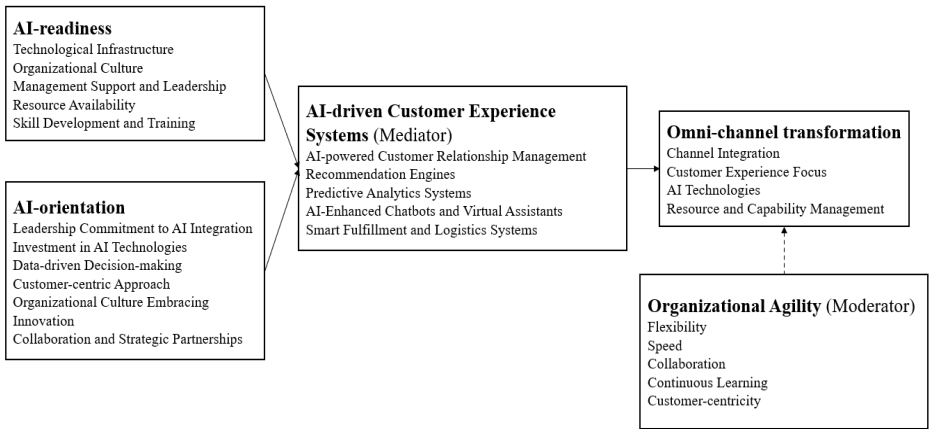 AI-readiness
Technological Infrastructure
Organizational Culture
Management Support and Leadership
Resource Availability
Skill Development and Training
AI-orientation
Leadership Commitment to AI Integration
Investment in AI Technologies
Data-driven Decision-making
Customer-centric Approach
Organizational Culture Embracing
Innovation
Collaboration and Strategic Partnerships
AI-driven Customer Experience
Systems (Mediator)
AI-powered Customer Relationship Management
Recommendation Engines
Predictive Analytics Systems
AI-Enhanced Chatbots and Virtual Assistants
Smart Fulfillment and Logistics Systems
Omni-channel transformation
Channel Integration
Customer Experience Focus
AI Technologies
Resource and Capability Management
Organizational Agility (Moderator)
Flexibility
Speed
Collaboration
Continuous Learning
Customer-centricity